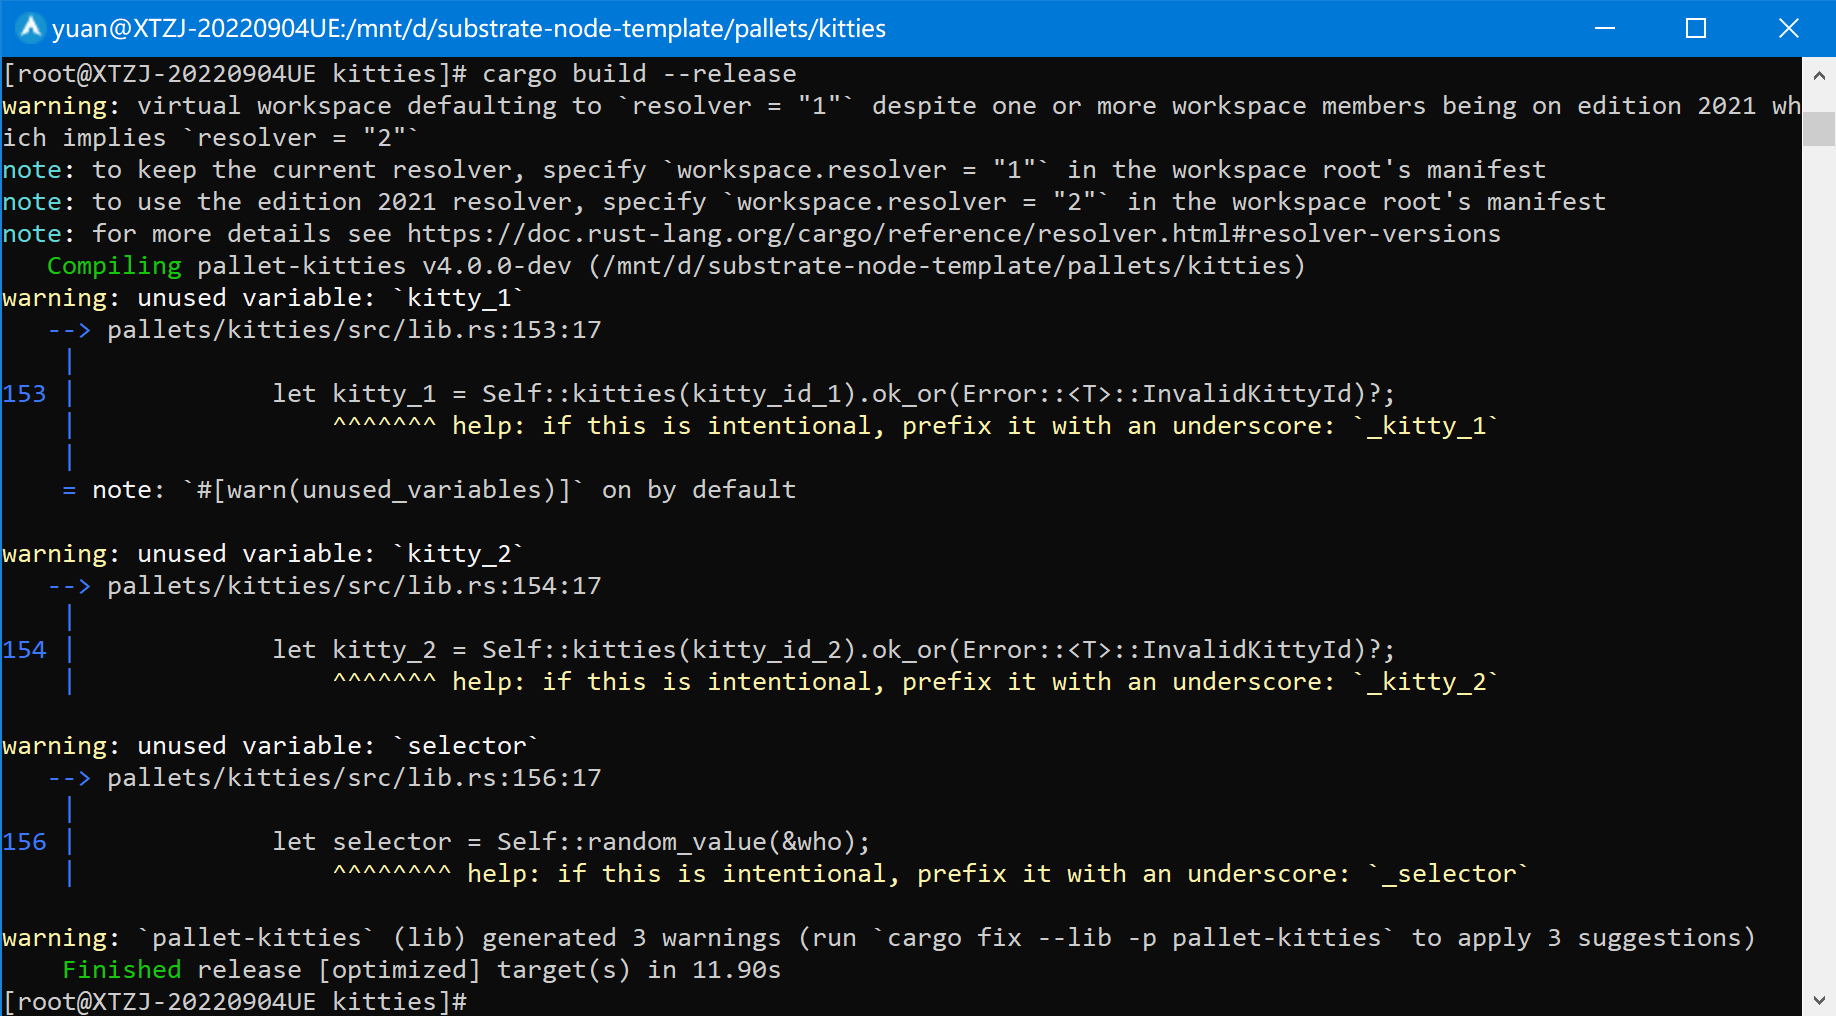 yuan@XTZJ-20220904UE:/mnt/d/substrate-node-template/pallets/kitties
[root@XTZJ-20220904UE kitties]# cargo build --release
warning: virtual workspace defaulting to `resolver = "1"` despite one or more workspace members being on edition 2021 wh
ich implies `resolver = "2"`
note: to keep the current resolver, specify `workspace.resolver = "1"` in the workspace root's manifest
note: to use the edition 2021 resolver, specify `workspace.resolver = "2"` in the workspace root's manifest
note: for more details see https://doc.rust-lang.org/cargo/reference/resolver.html#resolver-versions
   Compiling pallet-kitties v4.0.0-dev (/mnt/d/substrate-node-template/pallets/kitties)
warning: unused variable: `kitty_1`
   --> pallets/kitties/src/lib.rs:153:17
    |
153 |             let kitty_1 = Self::kitties(kitty_id_1).ok_or(Error::<T>::InvalidKittyId)?;
    |                 ^^^^^^^ help: if this is intentional, prefix it with an underscore: `_kitty_1`
    |
    = note: `#[warn(unused_variables)]` on by default

warning: unused variable: `kitty_2`
   --> pallets/kitties/src/lib.rs:154:17
    |
154 |             let kitty_2 = Self::kitties(kitty_id_2).ok_or(Error::<T>::InvalidKittyId)?;
    |                 ^^^^^^^ help: if this is intentional, prefix it with an underscore: `_kitty_2`

warning: unused variable: `selector`
   --> pallets/kitties/src/lib.rs:156:17
    |
156 |             let selector = Self::random_value(&who);
    |                 ^^^^^^^^ help: if this is intentional, prefix it with an underscore: `_selector`

warning: `pallet-kitties` (lib) generated 3 warnings (run `cargo fix --lib -p pallet-kitties` to apply 3 suggestions)
    Finished release [optimized] target(s) in 11.90s
[root@XTZJ-20220904UE kitties]#